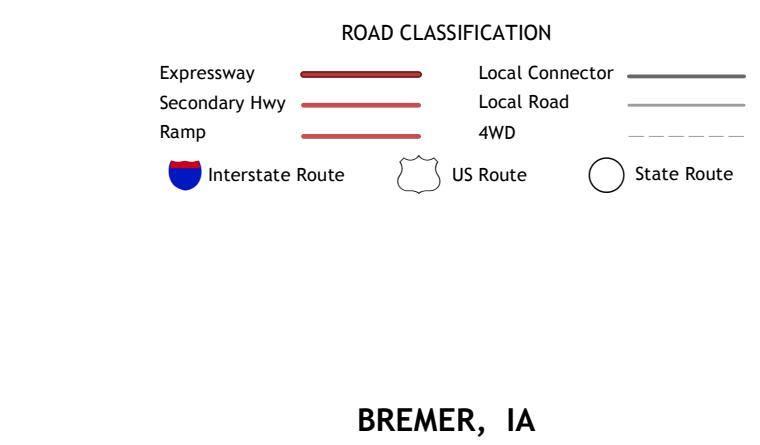 ROAD CLASSIFICATION
Expressway
Local Connector
Secondary Hwy
Local Road
Ramp
4WD
Interstate Route
US Route
State Route
BREMER, IA